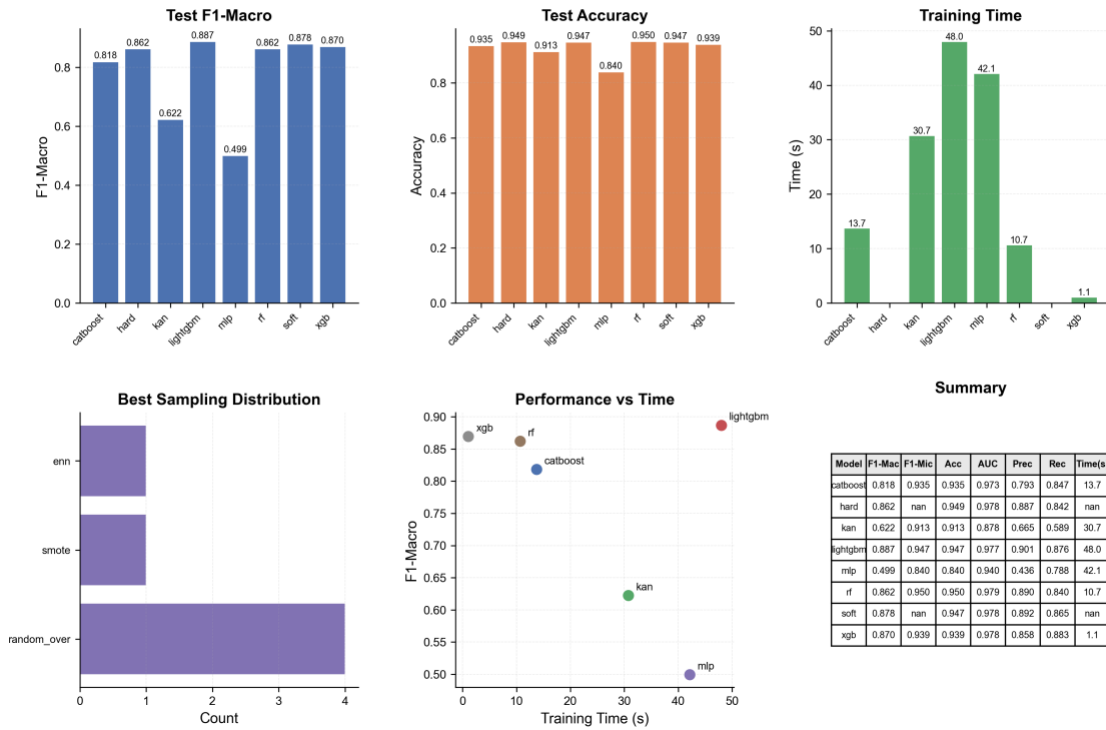 Test F1-Macro
F1-Macro
0.8
0.6
0.4
0.2
0.0
0.818
0.862
0.622
0.887
0.499
0.862
0.878
0.870
catboost
hard
kan
lightgbm
mlp
rf
soft
xgb
Test Accuracy
Accuracy
0.8
0.6
0.4
0.2
0.0
0.935
0.949
0.913
0.947
0.840
0.950
0.947
0.939
catboost
hard
kan
lightgbm
mlp
rf
soft
xgb
Training Time
Time (s)
50
40
30
20
10
0
13.7
30.7
48.0
42.1
10.7
1.1
catboost
hard
kan
lightgbm
mlp
rf
soft
xgb
Best Sampling Distribution
enn
smote
random_over
0
1
2
3
4
Count
Performance vs Time
F1-Macro
0.90
0.85
0.80
0.75
0.70
0.65
0.60
0.55
0.50
xgb
rf
catboost
lightgbm
kan
mlp
0
10
20
30
40
50
Training Time (s)
Summary
Model F1-Mac F1-Mic Acc AUC Prec Rec Time(s
catboost 0.818 0.935 0.935 0.973 0.793 0.847 13.7
hard 0.862 nan 0.949 0.978 0.887 0.842 nan
kan 0.622 0.913 0.913 0.878 0.665 0.589 30.7
lightgbm 0.887 0.947 0.947 0.977 0.901 0.876 48.0
mlp 0.499 0.840 0.840 0.940 0.436 0.788 42.1
rf 0.862 0.950 0.950 0.979 0.890 0.840 10.7
soft 0.878 nan 0.947 0.978 0.892 0.865 nan
xgb 0.870 0.939 0.939 0.978 0.858 0.883 1.1